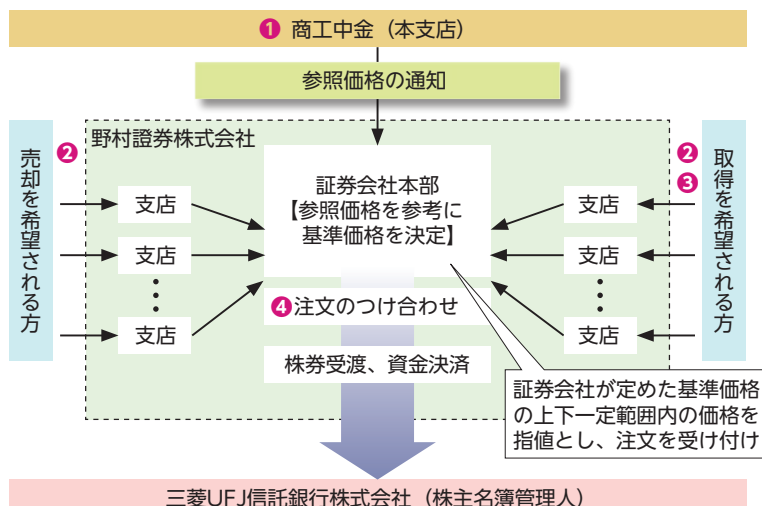 ❶ 商工中金（本支店）
参照価格の通知
野村證券株式会社
売却を希望される方
❷
支店
支店
支店
証券会社本部
【参照価格を参考に
基準価格を決定】
❹注文のつけ合わせ
株券受渡、資金決済
❷
❸
取得を希望される方
支店
支店
支店
証券会社が定めた基準価格
の上下一定範囲内の価格を
指値とし、注文を受け付け
三菱UFJ信託銀行株式会社（株主名簿管理人）